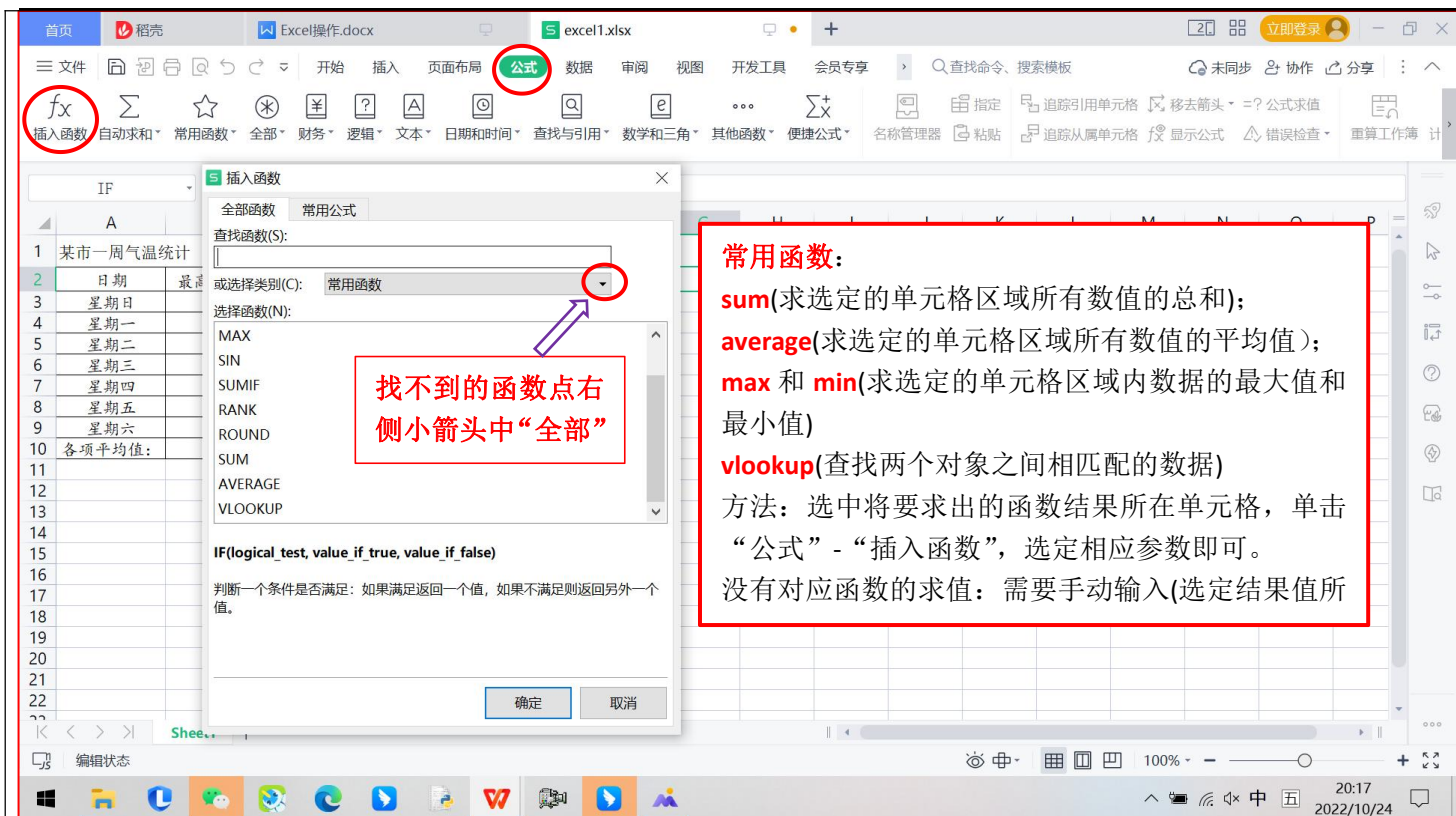 首页 稻壳 Excel操作.docx excel1.xlsx 立即登录
文件 开始 插入 页面布局 公式 数据 审阅 视图 开发工具 会员专享 查找命令、搜索模板 未同步 协作 分享
插入函数 自动求和 常用函数 全部 财务 逻辑 文本 日期和时间 查找与引用 数学和三角 其他函数 便捷公式 名称管理器 指定 粘贴 追踪引用单元格 追踪从属单元格 移去箭头 显示公式 =? 公式求值 错误检查 重算工作簿 计
IF
插入函数
全部函数 常用公式
查找函数(S):
或选择类别(C): 常用函数
选择函数(N):
MAX
SIN
SUMIF
RANK
ROUND
SUM
AVERAGE
VLOOKUP
IF(logical_test, value_if_true, value_if_false)
判断一个条件是否满足：如果满足返回一个值，如果不满足则返回另外一个
值。
确定 取消
找不到的函数点右
侧小箭头中“全部”
A
1 某市一周气温统计
2 日期 最高
3 星期日
4 星期一
5 星期二
6 星期三
7 星期四
8 星期五
9 星期六
10 各项平均值：
11
12
13
14
15
16
17
18
19
20
21
22
常用函数：
sum(求选定的单元格区域所有数值的总和)；
average(求选定的单元格区域所有数值的平均值）；
max 和 min(求选定的单元格区域内数据的最大值和
最小值)
vlookup(查找两个对象之间相匹配的数据)
方法：选中将要求出的函数结果所在单元格，单击
“公式”-“插入函数”，选定相应参数即可。
没有对应函数的求值：需要手动输入(选定结果值所
编辑状态 100%
中 五 20:17
2022/10/24